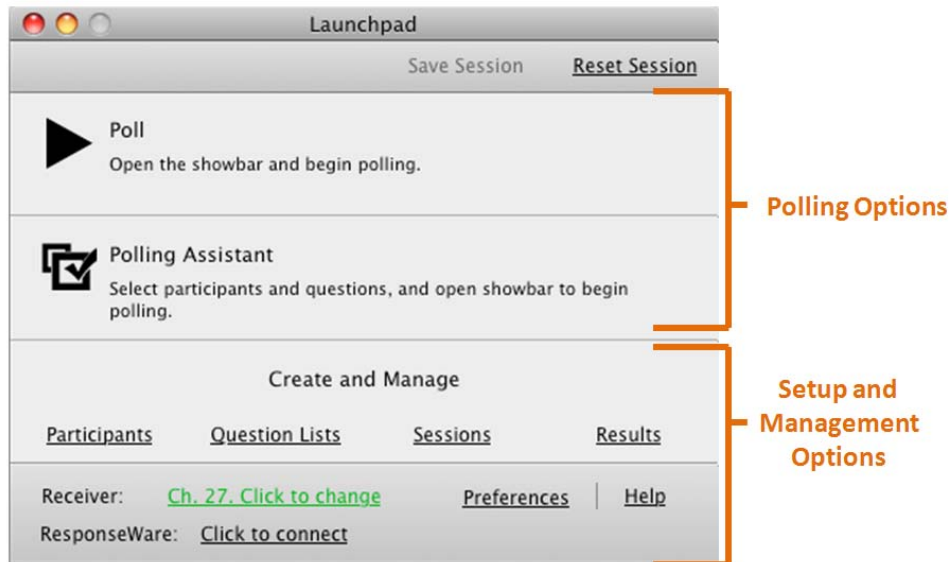 Launchpad
Save Session Reset Session
Poll
Open the showbar and begin polling.
Polling Options
Polling Assistant
Select participants and questions, and open showbar to begin
polling.
Create and Manage
Participants Question Lists Sessions Results
Setup and
Management
Options
Receiver: Ch. 27. Click to change Preferences | Help
ResponseWare: Click to connect